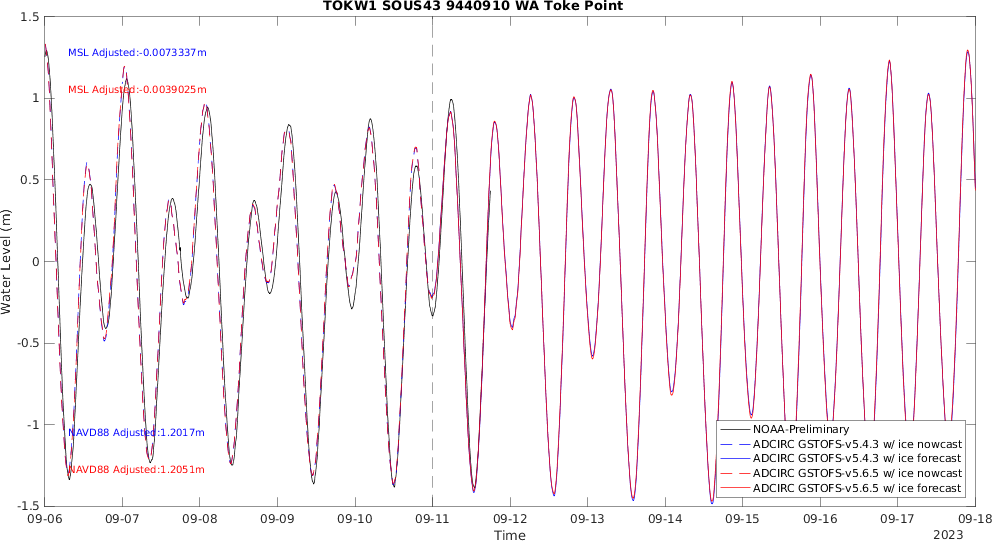 TOKW1 SOUS43 9440910 WA Toke Point
1.5
1
0.5
0
-0.5
-1
-1.5
Water Level (m)
MSL Adjusted:-0.0073337m
MSL Adjusted:-0.0039025m
NAVD88 Adjusted:1.2017m
NAVD88 Adjusted:1.2051m
NOAA-Preliminary
ADCIRC GSTOFS-v5.4.3 w/ ice nowcast
ADCIRC GSTOFS-v5.4.3 w/ ice forecast
ADCIRC GSTOFS-v5.6.5 w/ ice nowcast
ADCIRC GSTOFS-v5.6.5 w/ ice forecast
09-06 09-07 09-08 09-09 09-10 09-11 09-12 09-13 09-14 09-15 09-16 09-17 09-18
Time
2023